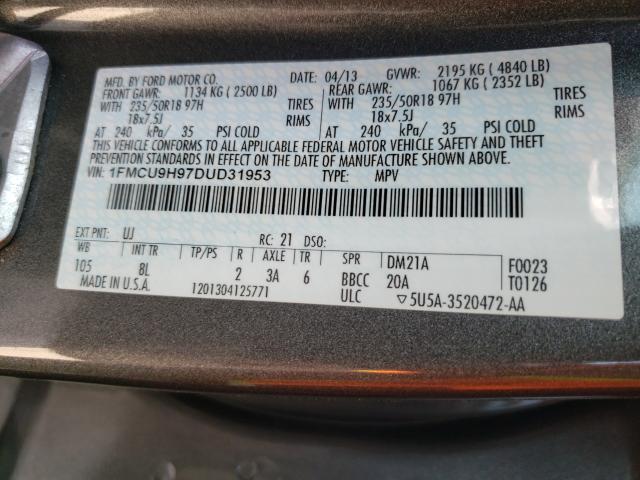 MFD. BY FORD MOTOR CO.
DATE: 04/13 GVWR: 2195 KG ( 4840 LB)
FRONT GAWR: 1134 KG ( 2500 LB)
REAR GAWR: 1067 KG ( 2352 LB)
WITH 235/50R18 97H TIRES
WITH 235/50R18 97H TIRES
18x7.5J RIMS
18x7.5J RIMS
AT 240 kPa/ 35 PSI COLD
AT 240 kPa/ 35 PSI COLD
THIS VEHICLE CONFORMS TO ALL APPLICABLE FEDERAL MOTOR VEHICLE SAFETY AND THEFT
PREVENTION STANDARDS IN EFFECT ON THE DATE OF MANUFACTURE SHOWN ABOVE.
VIN: 1FMCU9H97DUD31953 TYPE: MPV
EXT PNT: UJ RC: 21 DSO:
WB INT TR TP/PS R AXLE TR SPR DM21A F0023
105 8L 2 3A 6 BBCC 20A T0126
MADE IN U.S.A. 1201304125771 ULC ▽5U5A-3520472-AA